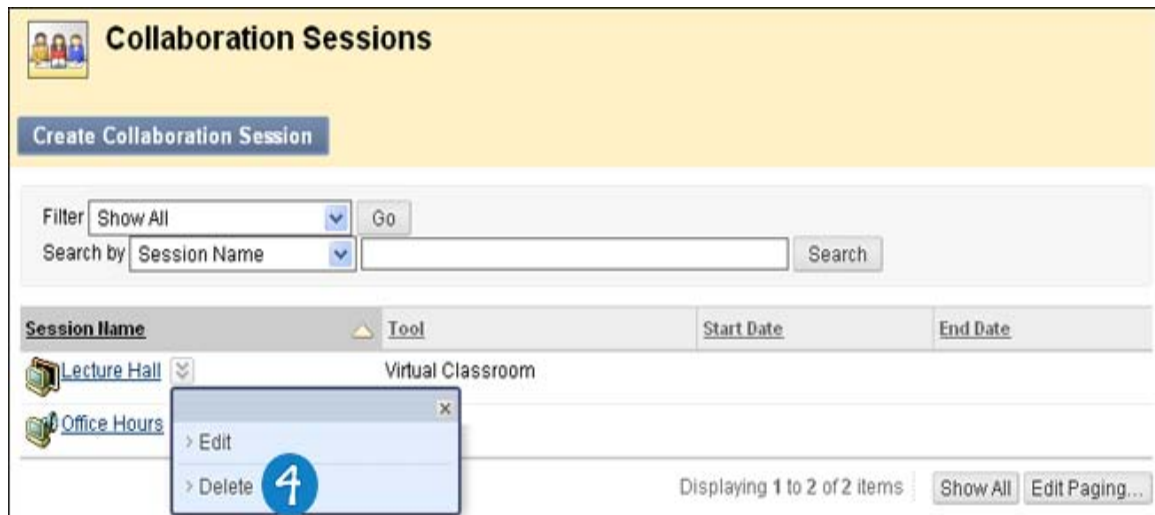 Collaboration Sessions
Create Collaboration Session
Filter Show All Go
Search by Session Name Search
Session Name Tool Start Date End Date
Lecture Hall Virtual Classroom
Office Hours
> Edit
> Delete 4
Displaying 1 to 2 of 2 items Show All Edit Paging...